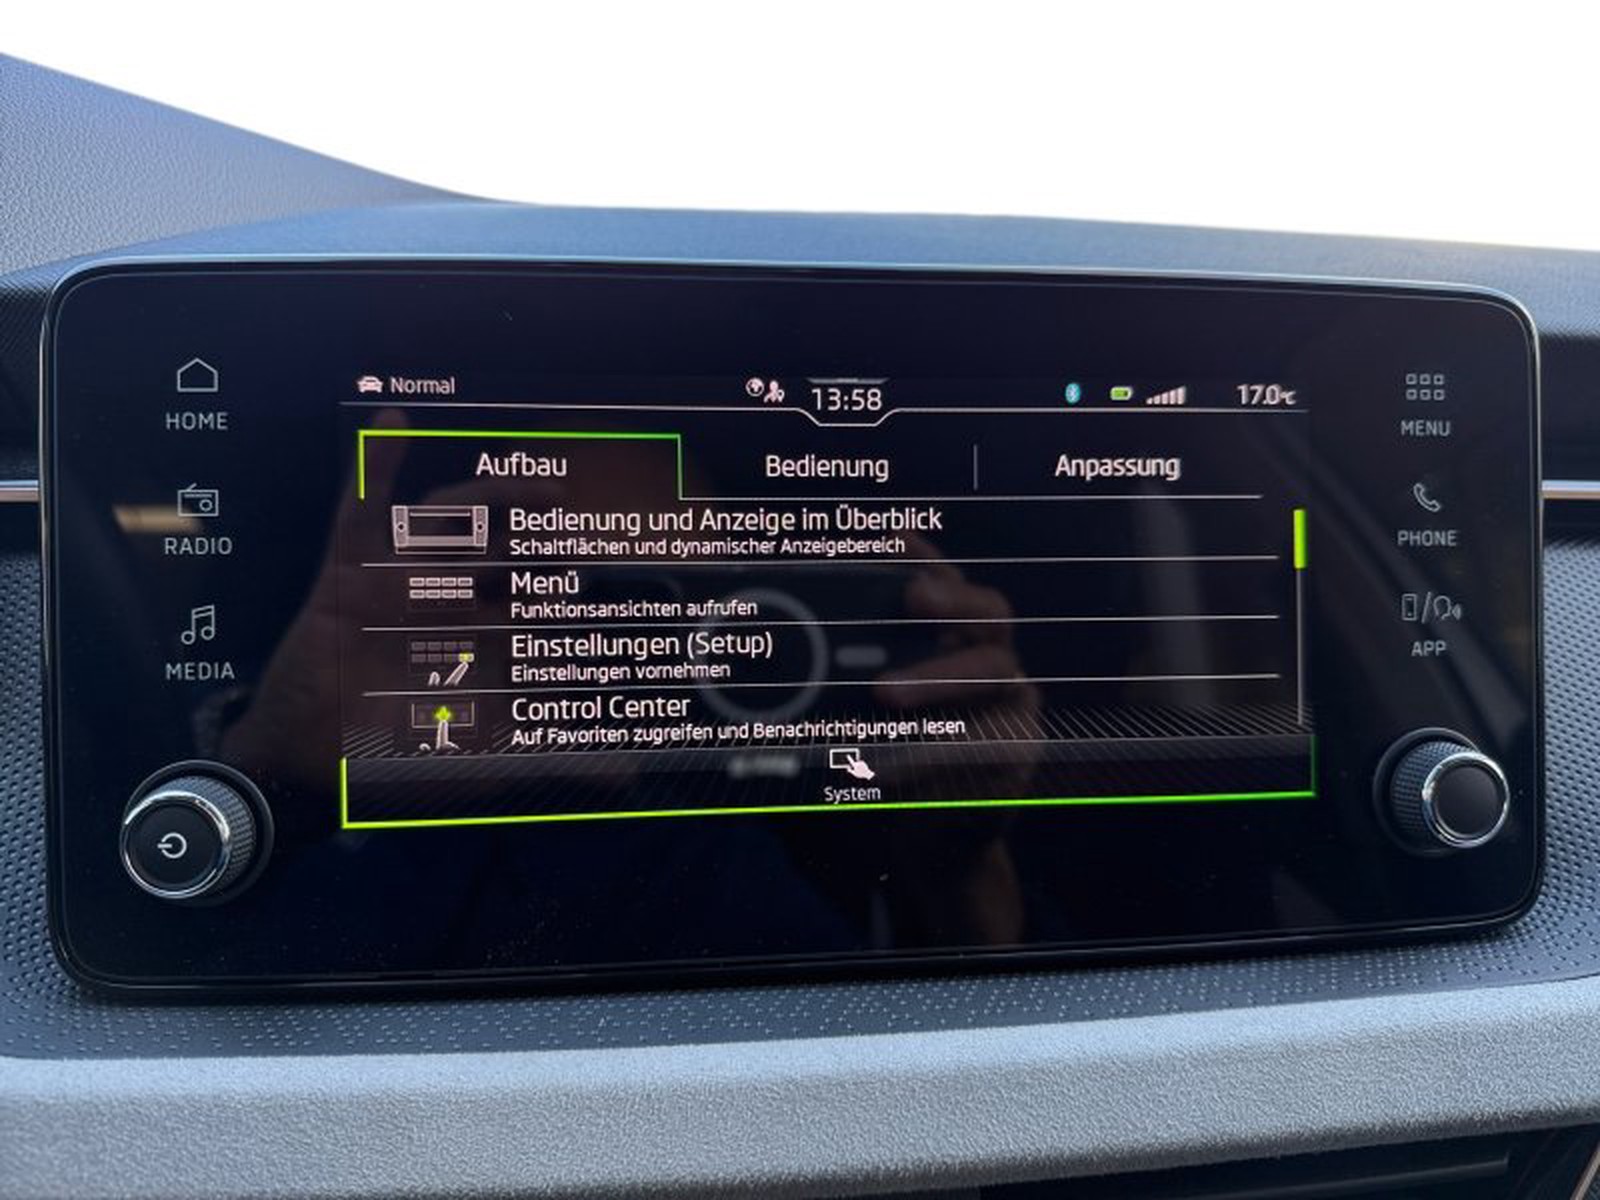 Normal
13:58
17.0°C
HOME
RADIO
MEDIA
Aufbau
Bedienung
Anpassung
Bedienung und Anzeige im Überblick
Schaltflächen und dynamischer Anzeigebereich
Menü
Funktionsansichten aufrufen
Einstellungen (Setup)
Einstellungen vornehmen
Control Center
Auf Favoriten zugreifen und Benachrichtigungen lesen
System
MENU
PHONE
APP